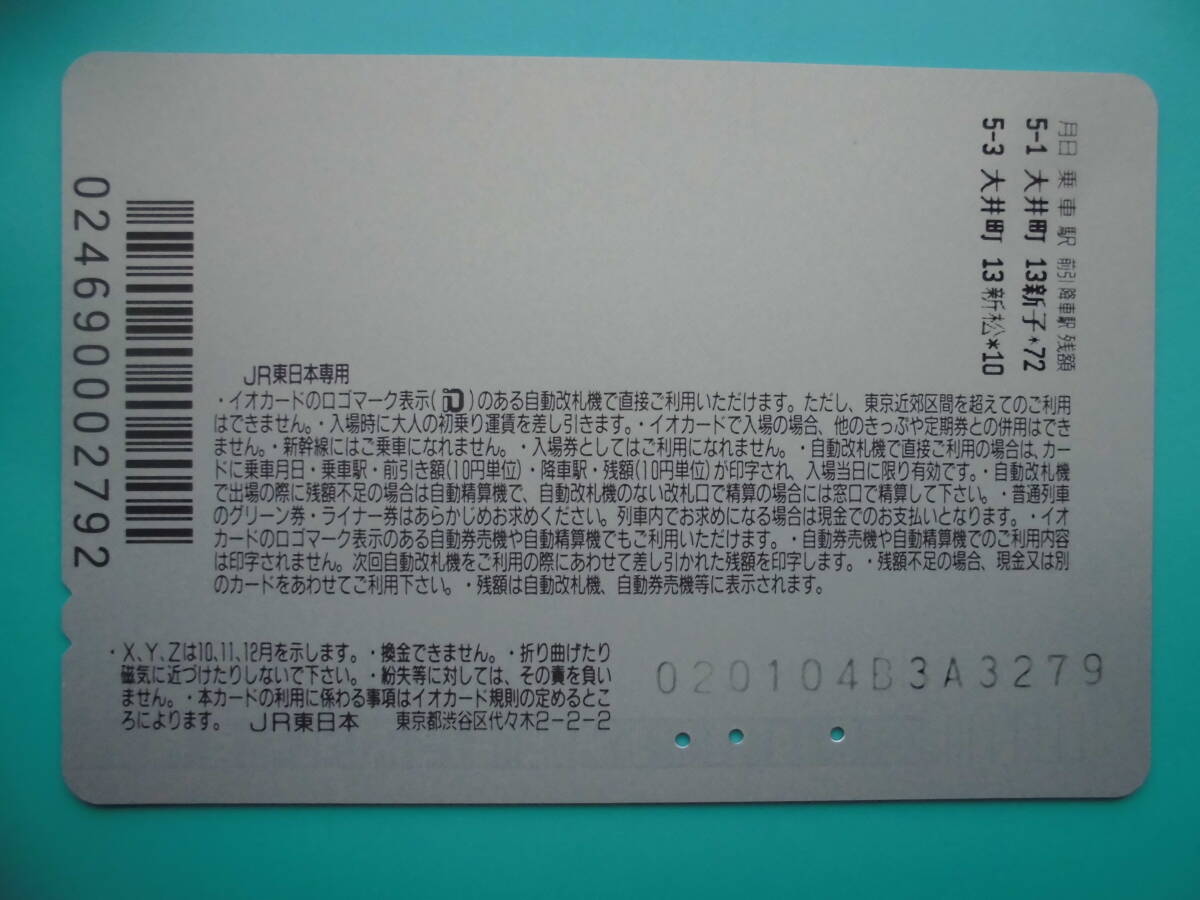 月日 乗車駅 前引 降車駅 残額
5-1 大井町 13新子*72
5-3 大井町 13新松*10
0246900002792
JR東日本専用
・イオカードのロゴマーク表示( iO )のある自動改札機で直接ご利用いただけます。ただし、東京近郊区間を超えてのご利用
はできません。・入場時に大人の初乗り運賃を差し引きます。・イオカードで入場の場合、他のきっぷや定期券との併用はでき
ません。・新幹線にはご乗車になれません。・入場券としてはご利用になれません。・自動改札機で直接ご利用の場合は、カー
ドに乗車月日・乗車駅・前引き額(10円単位)・降車駅・残額(10円単位)が印字され、入場当日に限り有効です。・自動改札機
で出場の際に残額不足の場合は自動精算機で、自動改札機のない改札口で精算の場合には窓口で精算して下さい。・普通列車
のグリーン券・ライナー券はあらかじめお求めください。列車内でお求めになる場合は現金でのお支払いとなります。・イオ
カードのロゴマーク表示のある自動券売機や自動精算機でもご利用いただけます。・自動券売機や自動精算機でのご利用内容
は印字されません。次回自動改札機をご利用の際にあわせて差し引かれた残額を印字します。・残額不足の場合、現金又は別
のカードをあわせてご利用下さい。・残額は自動改札機、自動券売機等に表示されます。
・X、Y、Zは10、11、12月を示します。・換金できません。・折り曲げたり
磁気に近づけたりしないで下さい。・紛失等に対しては、その責を負い
ません。・本カードの利用に係わる事項はイオカード規則の定めるとこ
ろによります。 JR東日本 東京都渋谷区代々木2-2-2
020104B3A3279